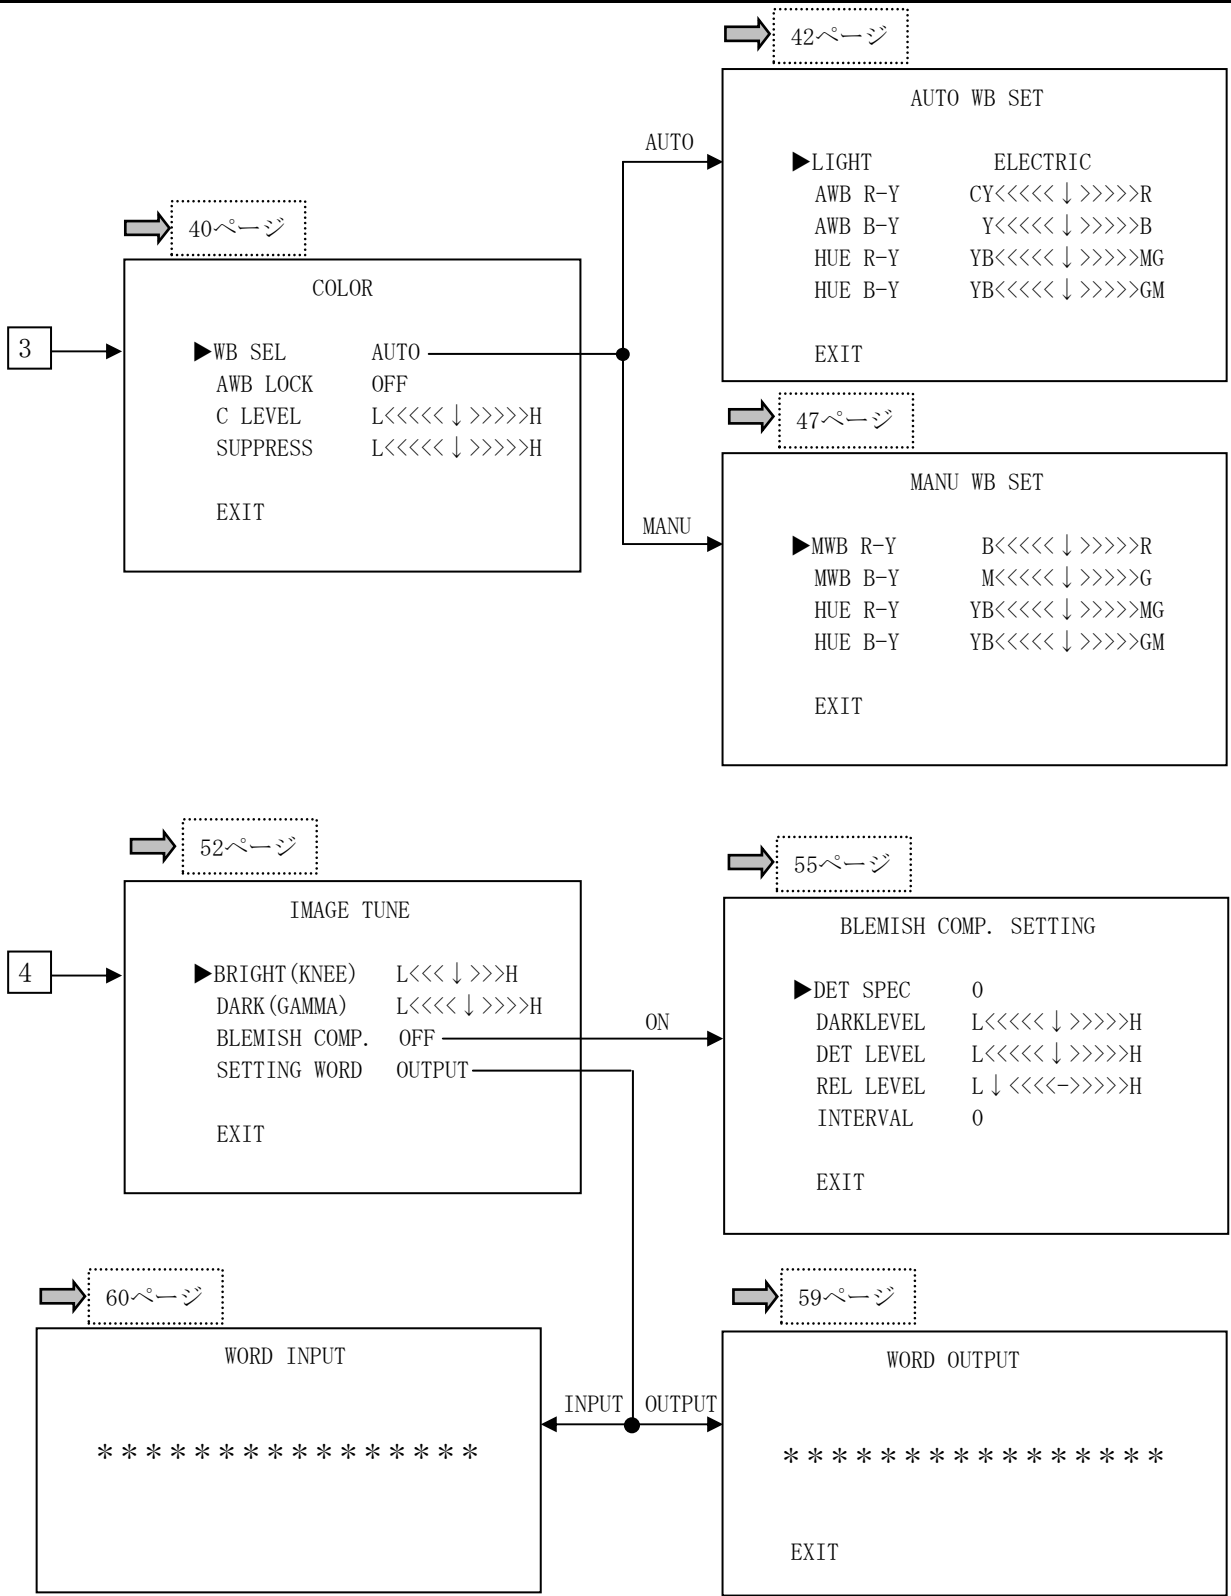 42ページ
AUTO WB SET
AUTO
▶LIGHT ELECTRIC
AWB R-Y CY<<<<<↓>>>>>R
AWB B-Y Y<<<<<↓>>>>>B
HUE R-Y YB<<<<<↓>>>>>MG
HUE B-Y YB<<<<<↓>>>>>GM
EXIT
40ページ
COLOR
3
▶WB SEL AUTO
AWB LOCK OFF
C LEVEL L<<<<<↓>>>>>H
SUPPRESS L<<<<<↓>>>>>H
EXIT
47ページ
MANU WB SET
MANU
▶MWB R-Y B<<<<<↓>>>>>R
MWB B-Y M<<<<<↓>>>>>G
HUE R-Y YB<<<<<↓>>>>>MG
HUE B-Y YB<<<<<↓>>>>>GM
EXIT
52ページ
IMAGE TUNE
4
▶BRIGHT(KNEE) L<<<↓>>>H
DARK(GAMMA) L<<<<↓>>>>H
BLEMISH COMP. OFF
SETTING WORD OUTPUT
EXIT
ON
55ページ
BLEMISH COMP. SETTING
▶DET SPEC 0
DARKLEVEL L<<<<<↓>>>>>H
DET LEVEL L<<<<<↓>>>>>H
REL LEVEL L↓<<<<->>>>>H
INTERVAL 0
EXIT
60ページ
WORD INPUT
****************
INPUT OUTPUT
59ページ
WORD OUTPUT
****************
EXIT